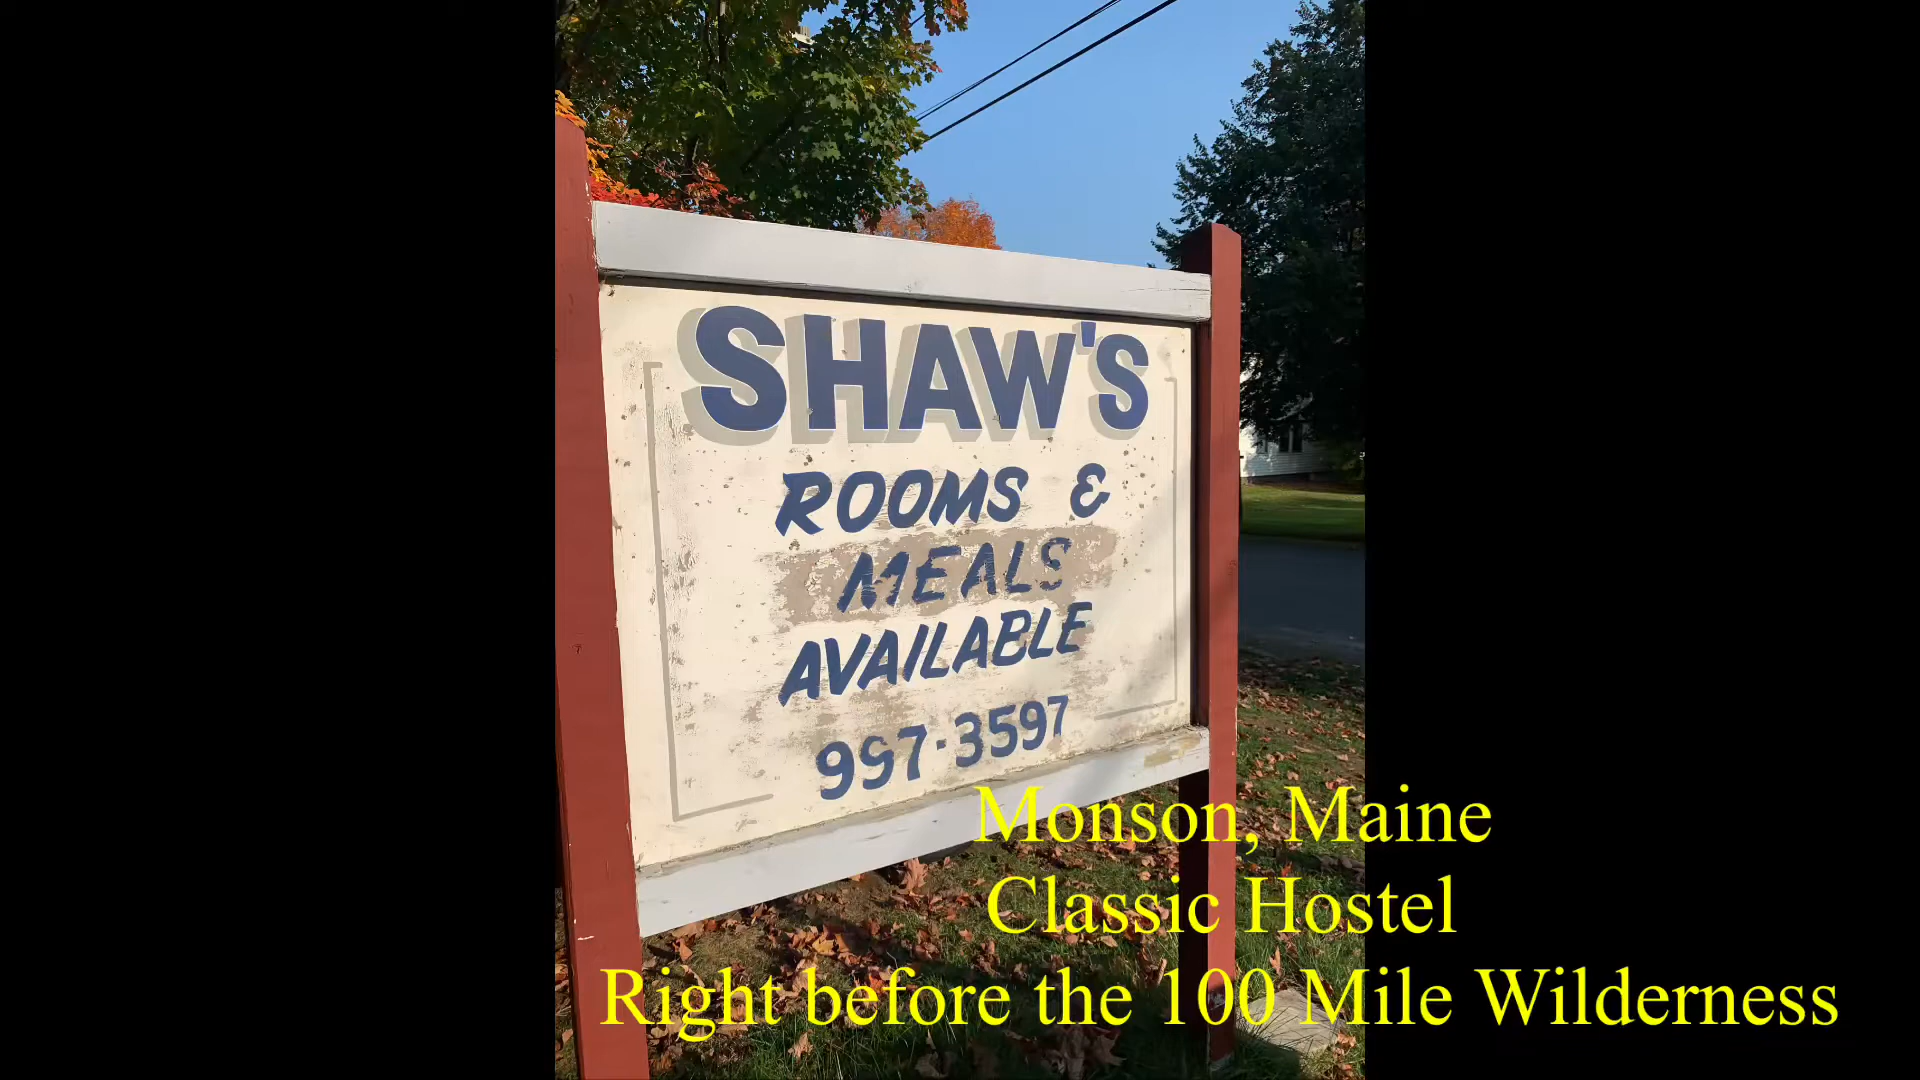 SHAW'S
ROOMS &
MEALS
AVAILABLE
997-3597
Monson, Maine
Classic Hostel
Right before the 100 Mile Wilderness